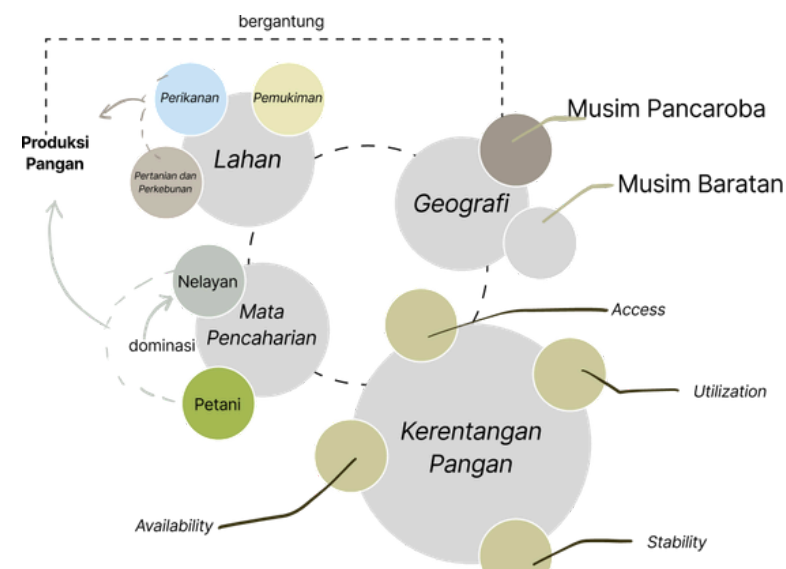 bergantung
Perikanan
Pemukiman
Musim Pancaroba
Produksi
Pangan
Lahan
Pertanian dan
Perkebunan
Musim Baratan
Geografi
Nelayan
Mata
Pencaharian
dominasi
Access
Petani
Utilization
Kerentangan
Pangan
Availability
Stability